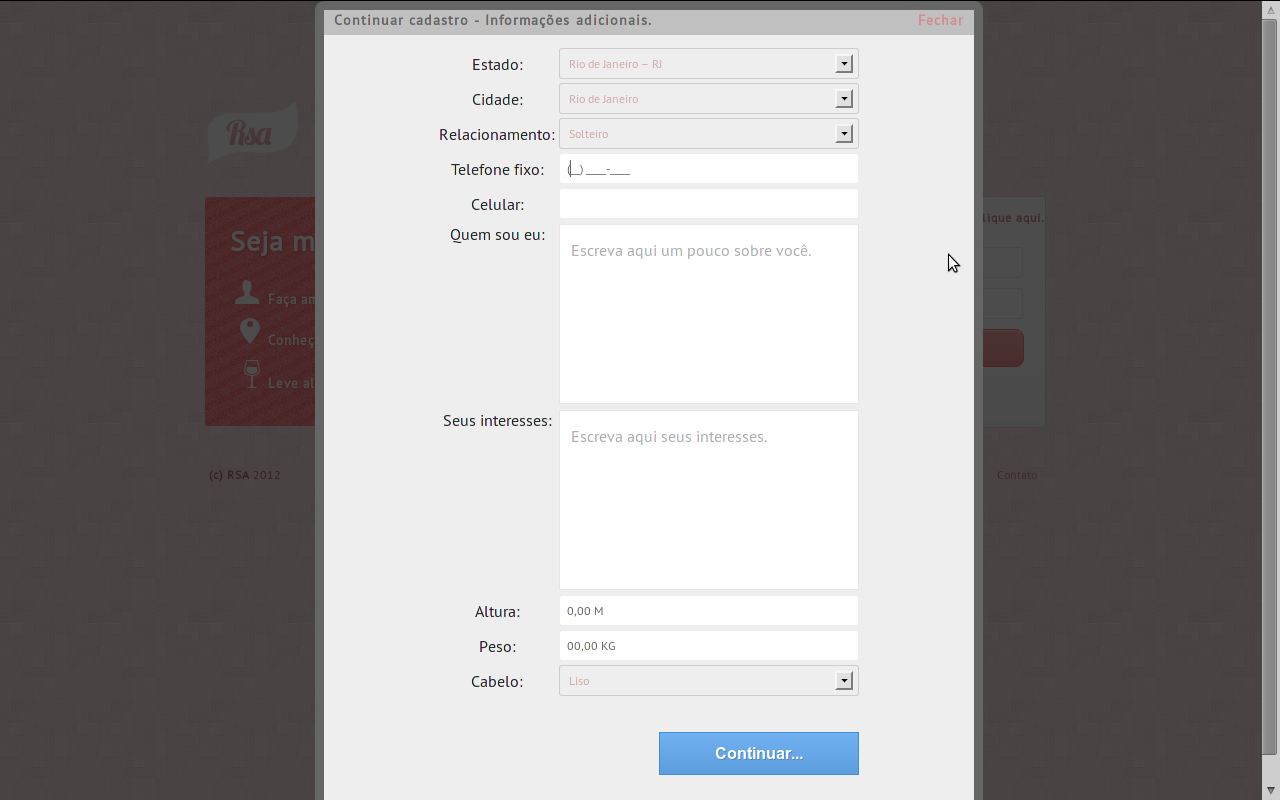 Continuar cadastro - Informações adicionais.
Fechar
Estado: Rio de Janeiro – RJ
Cidade: Rio de Janeiro
Relacionamento: Solteiro
Telefone fixo: (__) ____-____
Celular:
Quem sou eu: Escreva aqui um pouco sobre você.
Seus interesses: Escreva aqui seus interesses.
Altura: 0,00 M
Peso: 00,00 KG
Cabelo: Liso
Continuar...
Rsa
Seja m
Faça am
Conheç
Leve al
lique aqui.
(c) RSA 2012
Contato